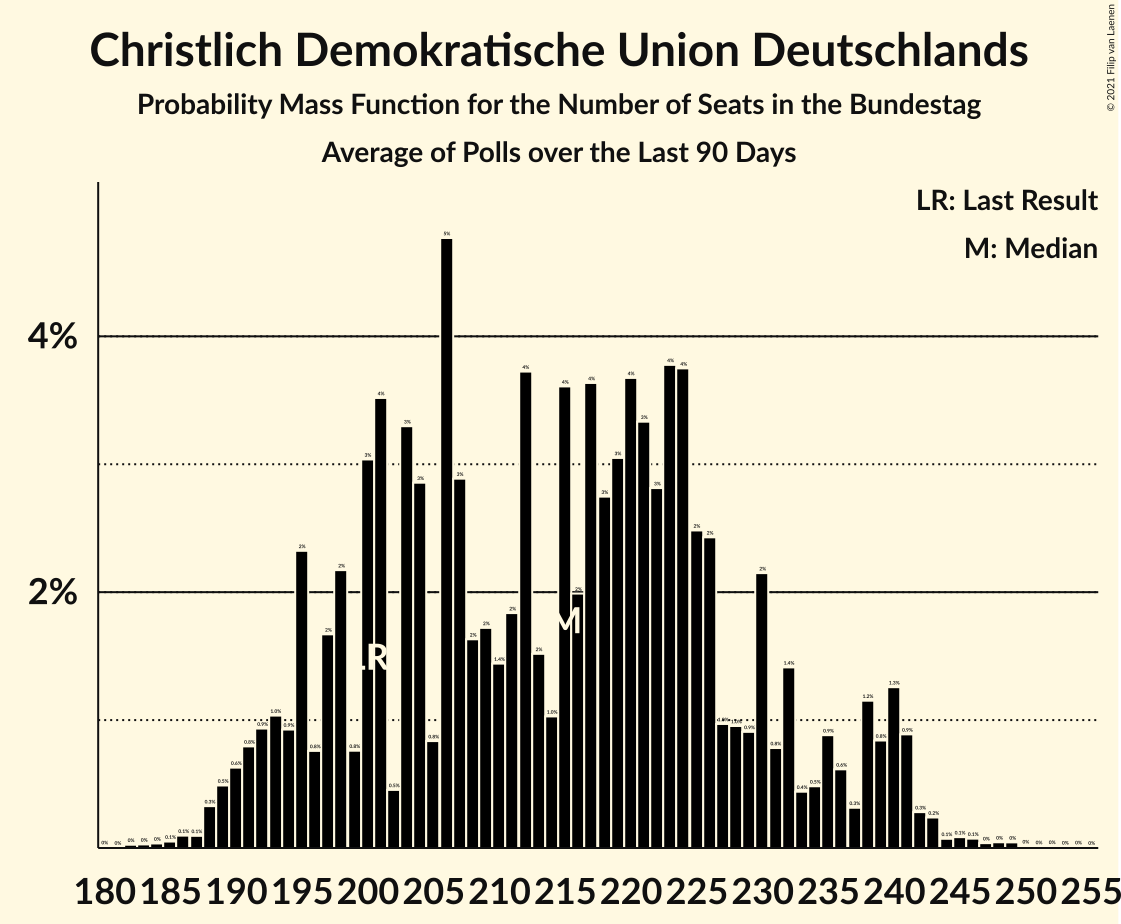 Christlich Demokratische Union Deutschlands
Probability Mass Function for the Number of Seats in the Bundestag
Average of Polls over the Last 90 Days
© 2021 Filip van Laenen
LR: Last Result
M: Median
4%
2%
LR
M
180 185 190 195 200 205 210 215 220 225 230 235 240 245 250 255